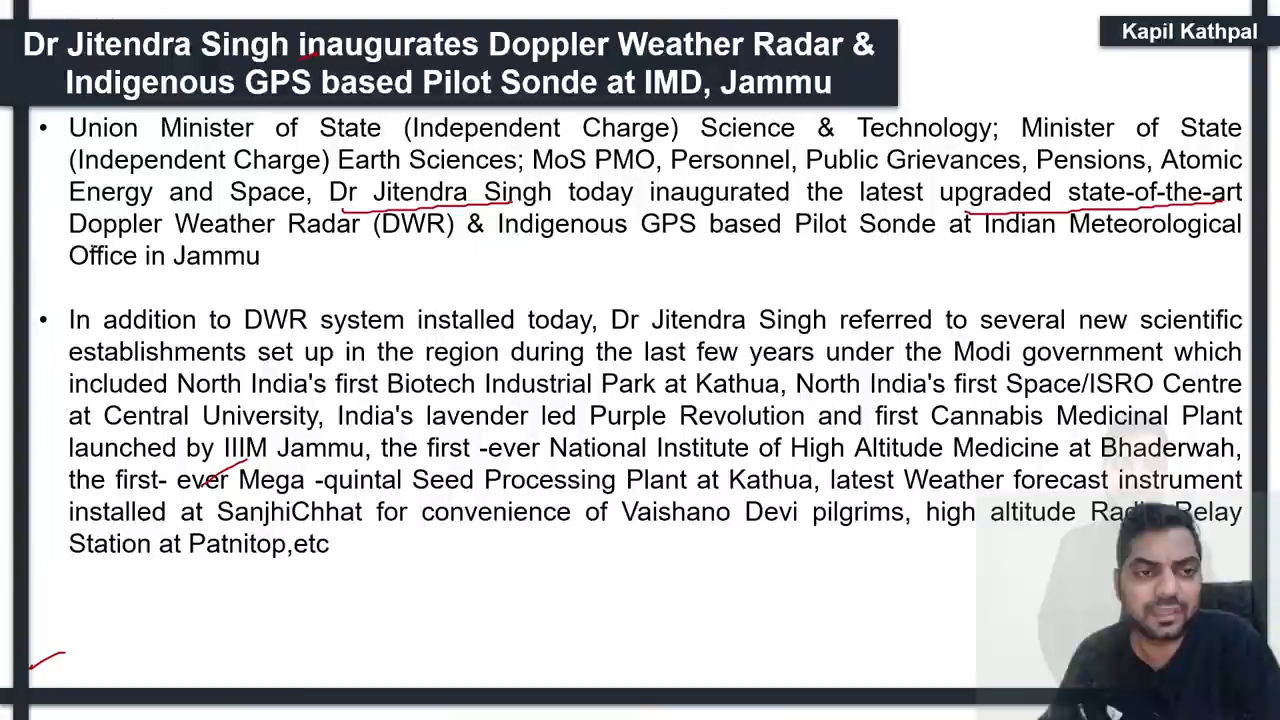 Dr Jitendra Singh inaugurates Doppler Weather Radar &
Indigenous GPS based Pilot Sonde at IMD, Jammu
Kapil Kathpal
• Union Minister of State (Independent Charge) Science & Technology; Minister of State
(Independent Charge) Earth Sciences; MoS PMO, Personnel, Public Grievances, Pensions, Atomic
Energy and Space, Dr Jitendra Singh today inaugurated the latest upgraded state-of-the-art
Doppler Weather Radar (DWR) & Indigenous GPS based Pilot Sonde at Indian Meteorological
Office in Jammu
• In addition to DWR system installed today, Dr Jitendra Singh referred to several new scientific
establishments set up in the region during the last few years under the Modi government which
included North India's first Biotech Industrial Park at Kathua, North India's first Space/ISRO Centre
at Central University, India's lavender led Purple Revolution and first Cannabis Medicinal Plant
launched by IIIM Jammu, the first -ever National Institute of High Altitude Medicine at Bhaderwah,
the first- ever Mega -quintal Seed Processing Plant at Kathua, latest Weather forecast instrument
installed at SanjhiChhat for convenience of Vaishano Devi pilgrims, high altitude Radio Relay
Station at Patnitop,etc